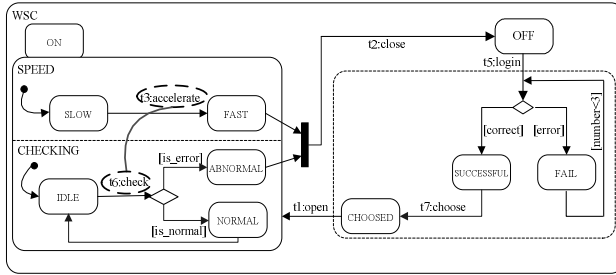 WSC
ON
OFF
t2:close
t5:login
SPEED
t3:accelerate
SLOW
FAST
[number<3]
[correct]
[error]
CHECKING
[is_error]
ABNORMAL
t6:check
IDLE
SUCCESSFUL
FAIL
NORMAL
[is_normal]
t1:open
CHOOSED
t7:choose